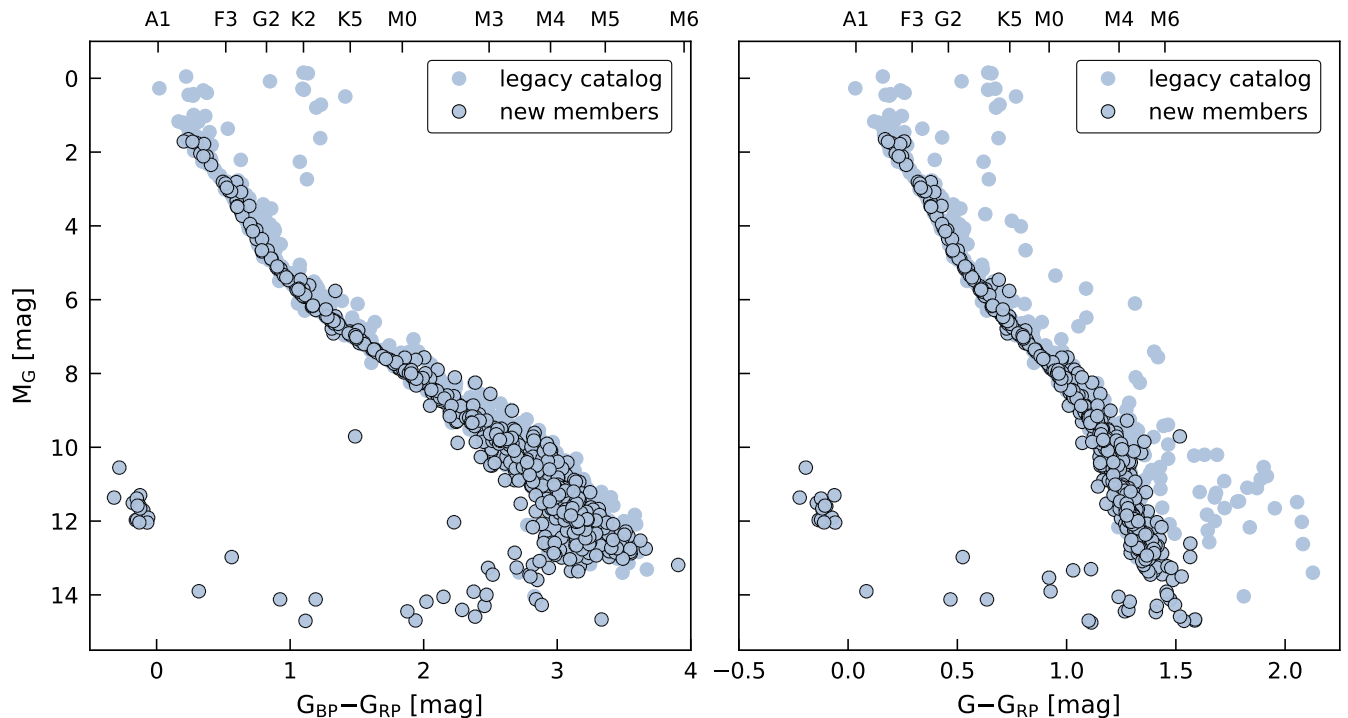 A1 F3 G2 K2 K5 M0 M3 M4 M5 M6
legacy catalog
new members
0
2
4
6
8
10
12
14
M_G [mag]
0 1 2 3 4
G_BP−G_RP [mag]
A1 F3 G2 K5 M0 M4 M6
legacy catalog
new members
−0.5 0.0 0.5 1.0 1.5 2.0
G−G_RP [mag]